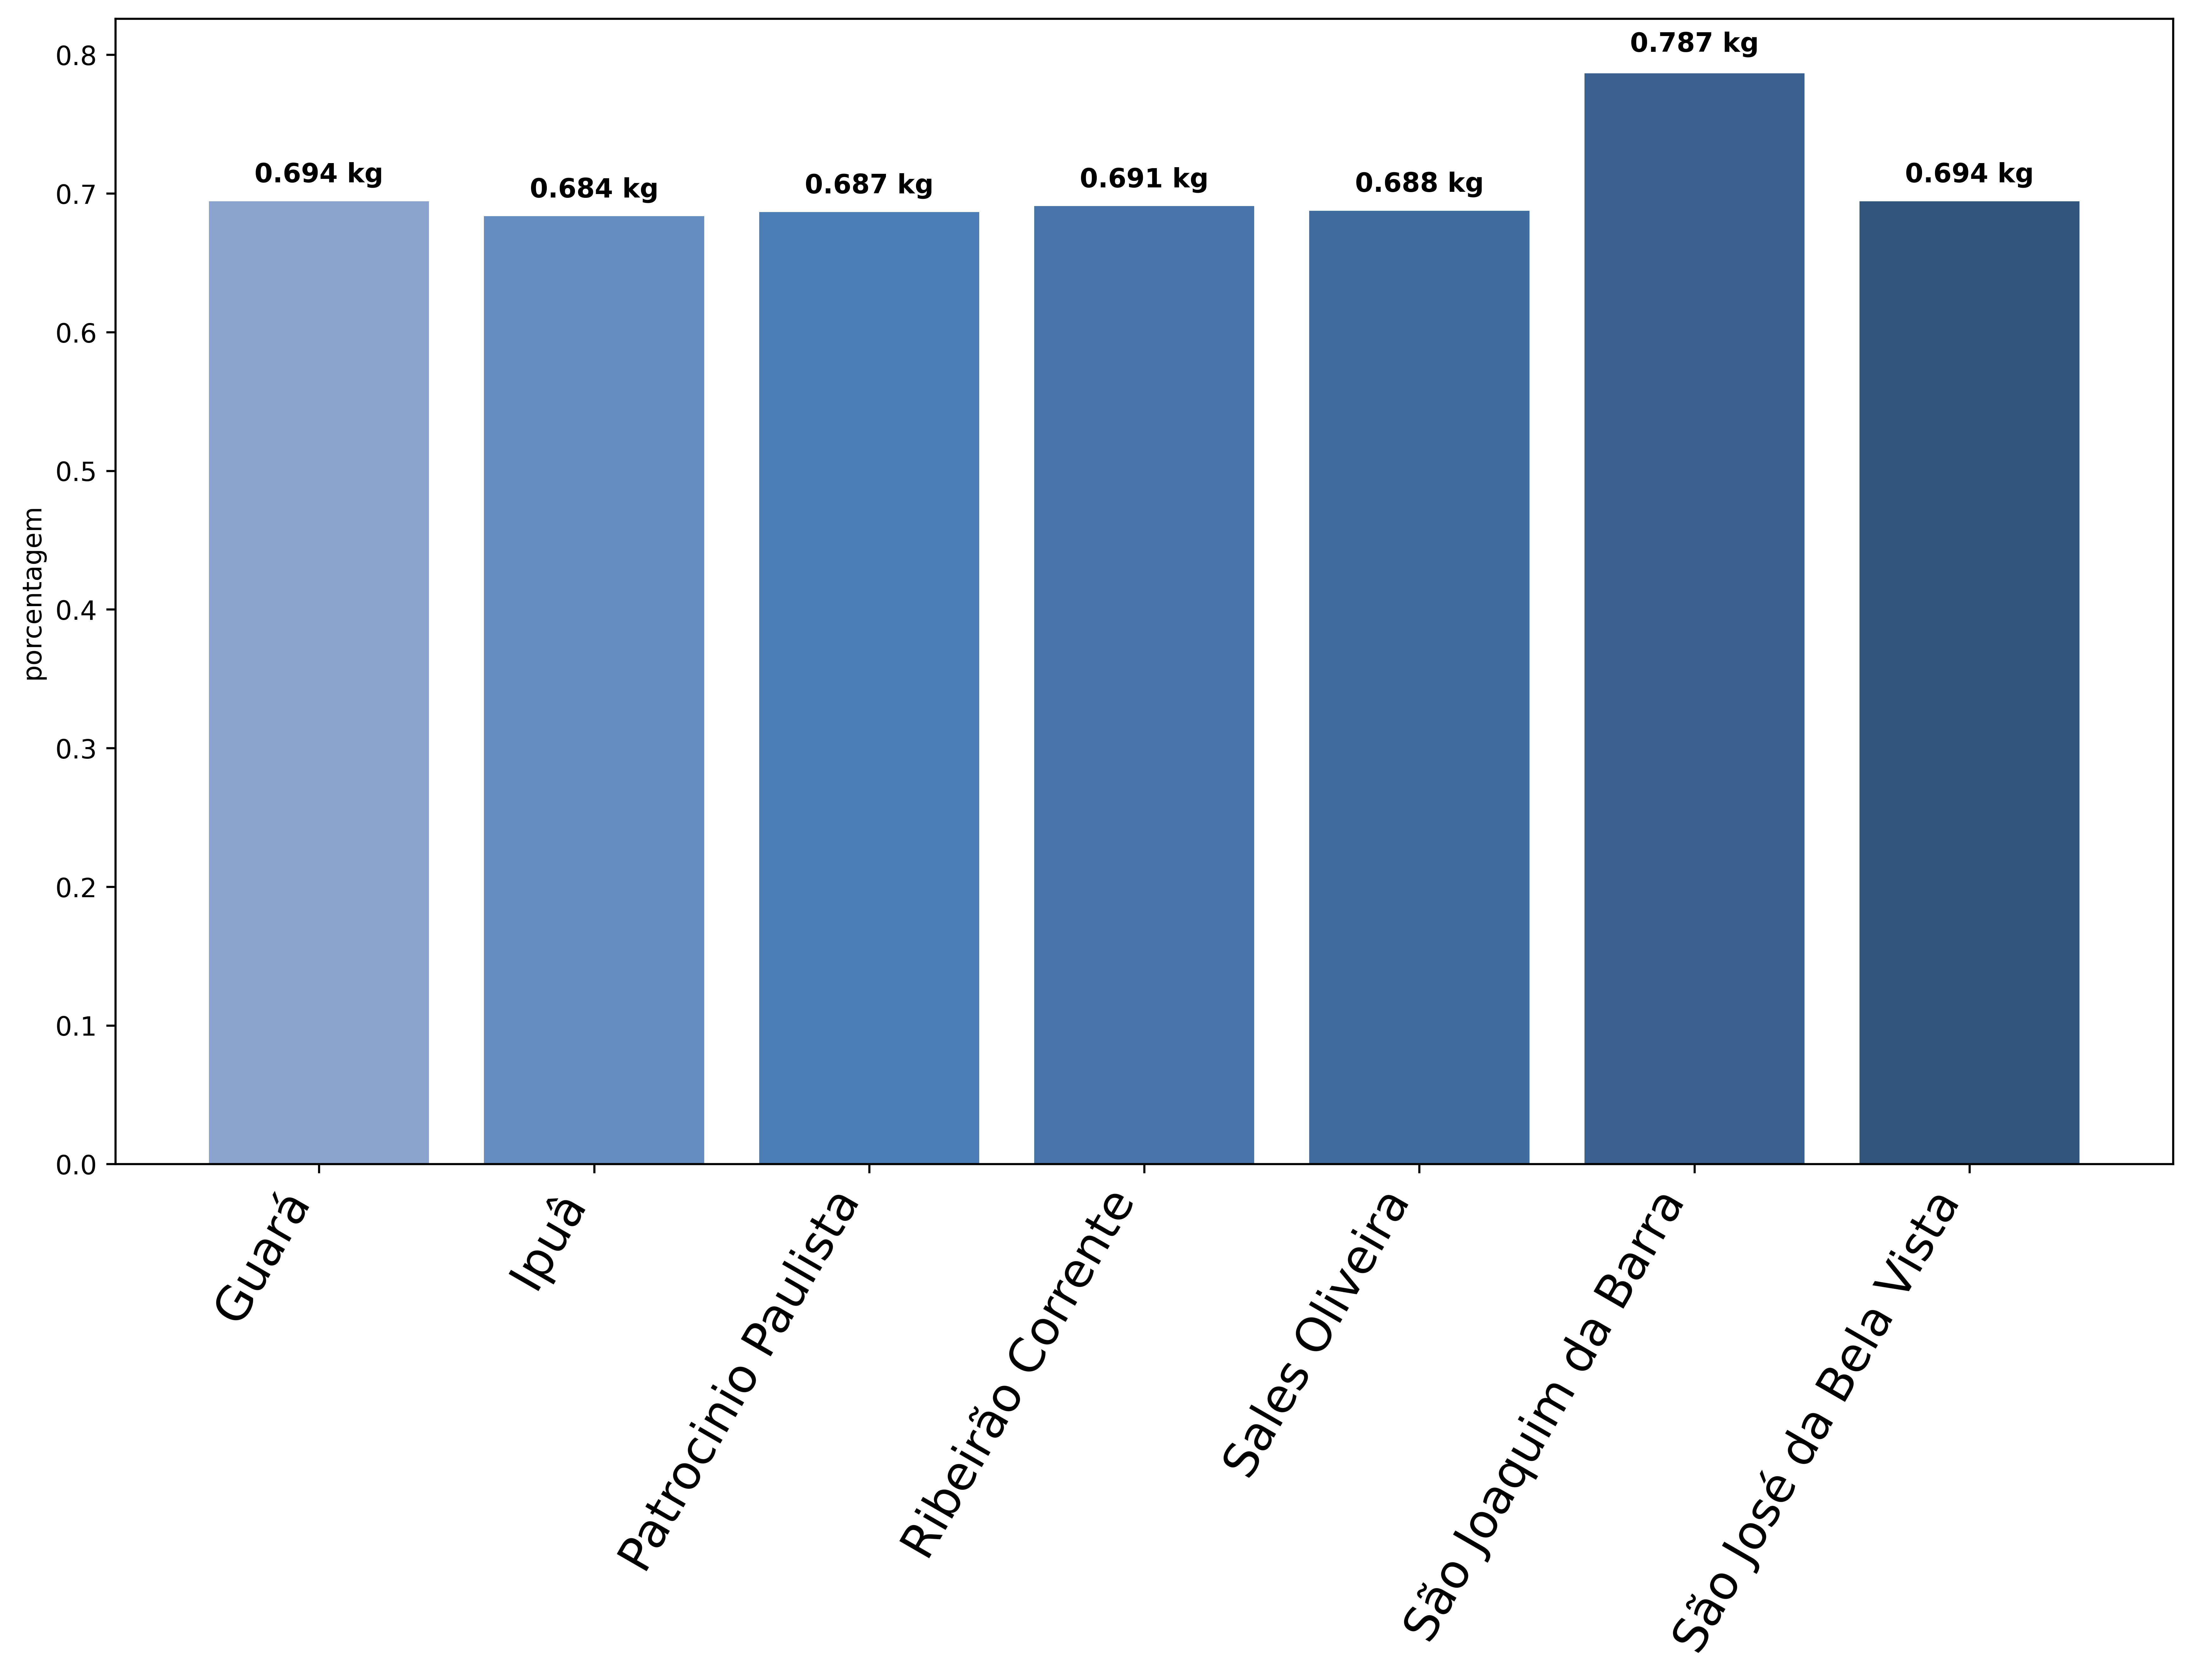 0.787 kg
0.694 kg
0.684 kg
0.687 kg
0.691 kg
0.688 kg
0.694 kg
0.8
0.7
0.6
0.5
0.4
0.3
0.2
0.1
0.0
porcentagem
Guará
Ipuâ
Patrocinio Paulista
Ribeirão Corrente
Sales Oliveira
São Joaquim da Barra
São José da Bela Vista